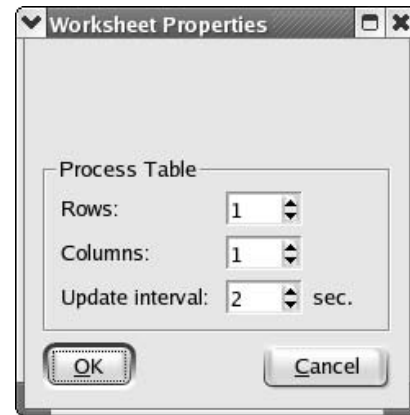 Worksheet Properties
Process Table
Rows: 1
Columns: 1
Update interval: 2 sec.
OK Cancel